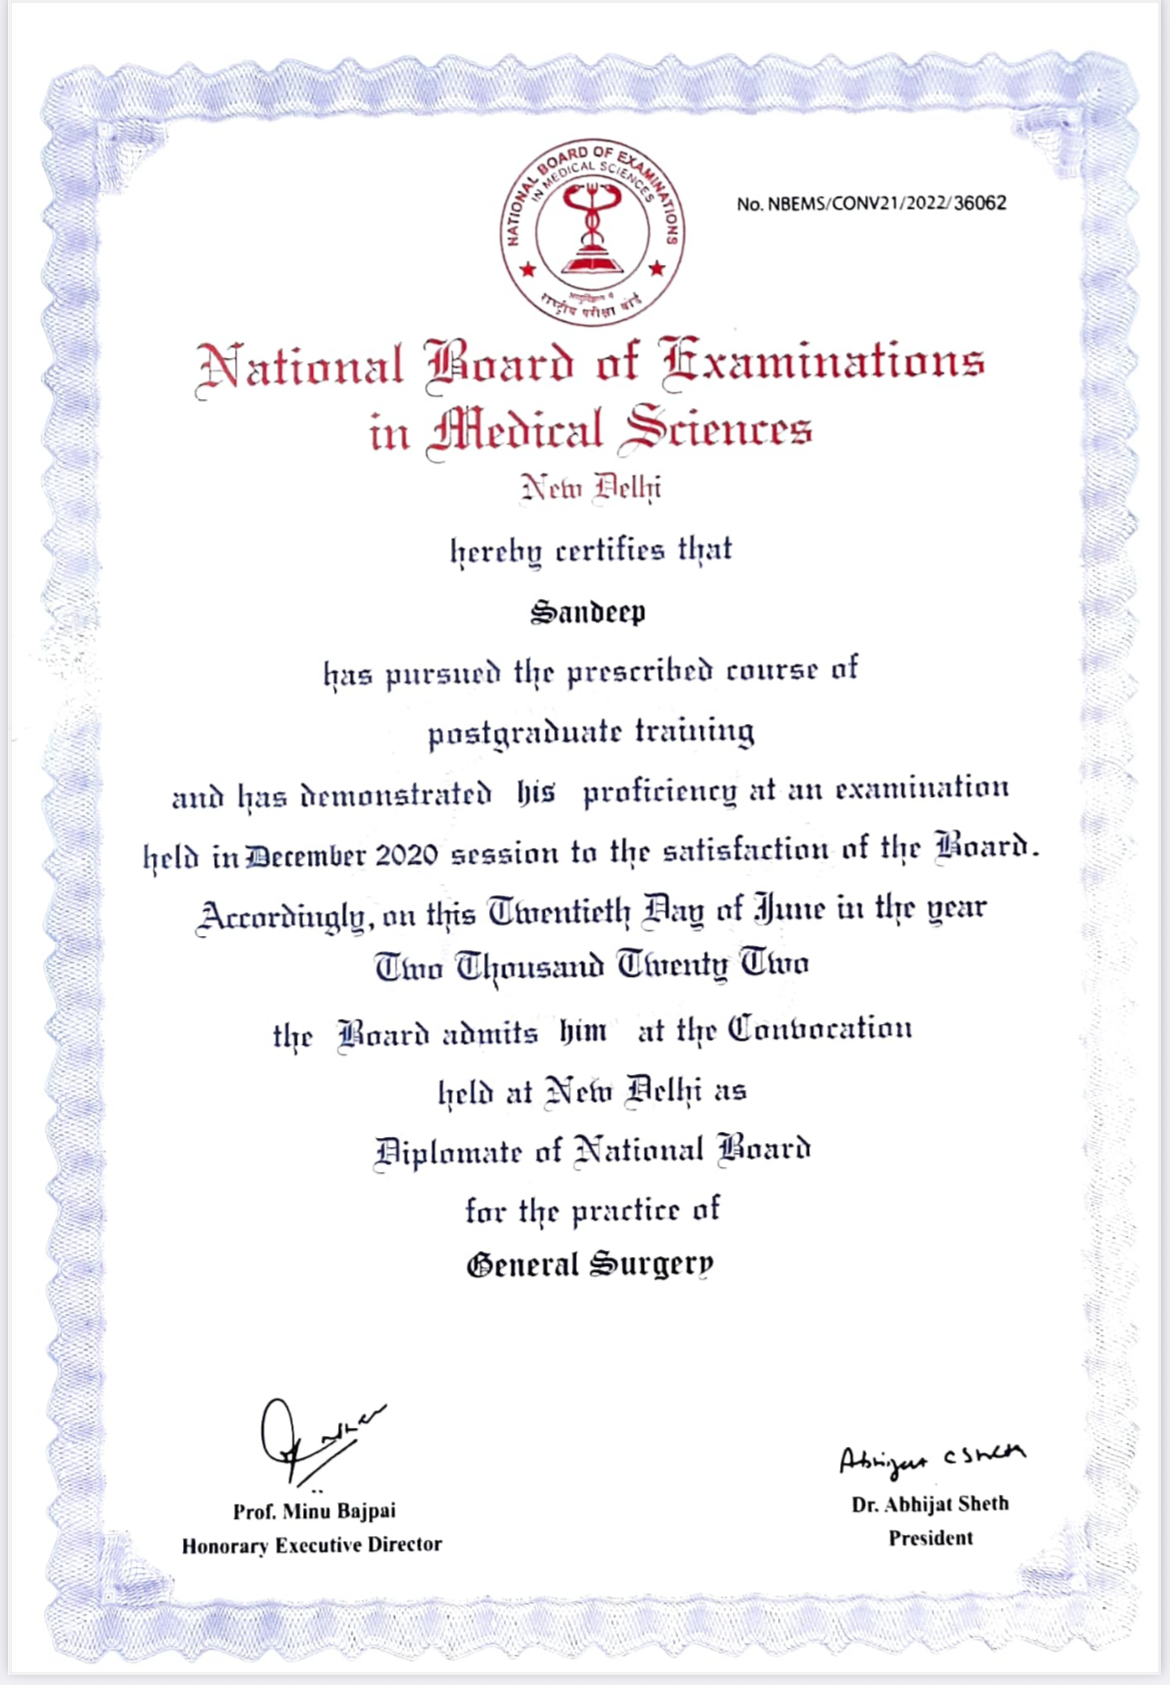 NATIONAL BOARD OF EXAMINATIONS
IN MEDICAL SCIENCES
राष्ट्रीय परीक्षा बोर्ड
No. NBEMS/CONV21/2022/36062
National Board of Examinations
in Medical Sciences
New Delhi
hereby certifies that
Sandeep
has pursued the prescribed course of
postgraduate training
and has demonstrated his proficiency at an examination
held in December 2020 session to the satisfaction of the Board.
Accordingly, on this Twentieth Day of June in the year
Two Thousand Twenty Two
the Board admits him at the Convocation
held at New Delhi as
Diplomate of National Board
for the practice of
General Surgery
Abhijat C Sheth
Prof. Minu Bajpai
Honorary Executive Director
Dr. Abhijat Sheth
President